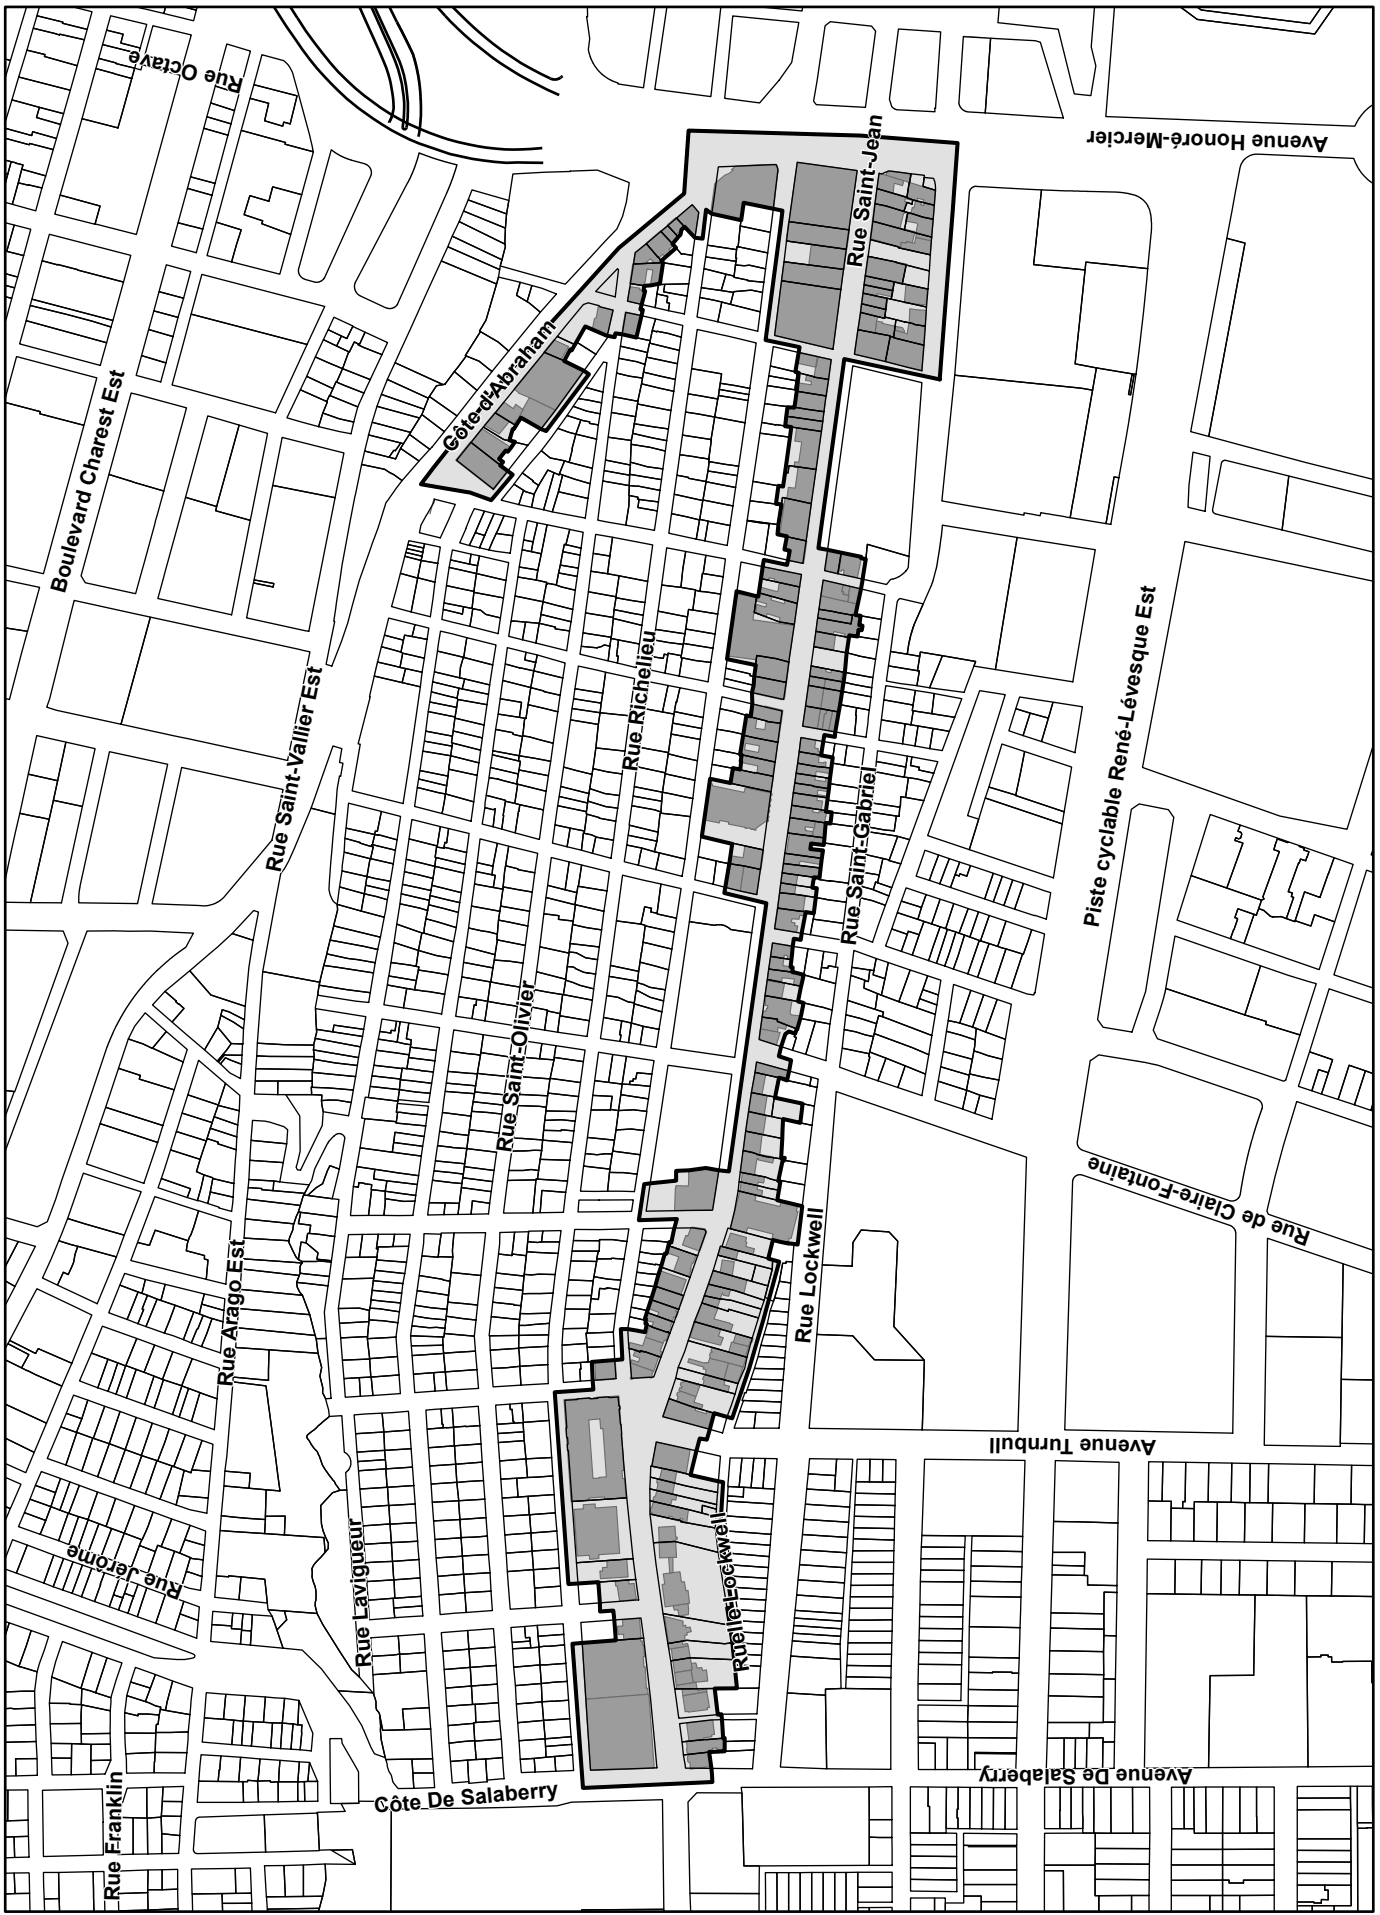 Rue Octave
Avenue Honoré-Mercier
Rue Saint-Jean
Côte-d'Abraham
Boulevard Charest Est
Rue Saint-Vallier Est
Rue Richelieu
Piste cyclable René-Lévesque Est
Rue Saint-Gabriel
Rue Saint-Olivier
Rue de Claire-Fontaine
Rue Lockwell
Rue Arago Est
Avenue Turnbull
Rue Jérome
Rue Lavigueur
Ruelle Lockwell
Avenue De Salaberry
Côte De Salaberry
Rue Franklin